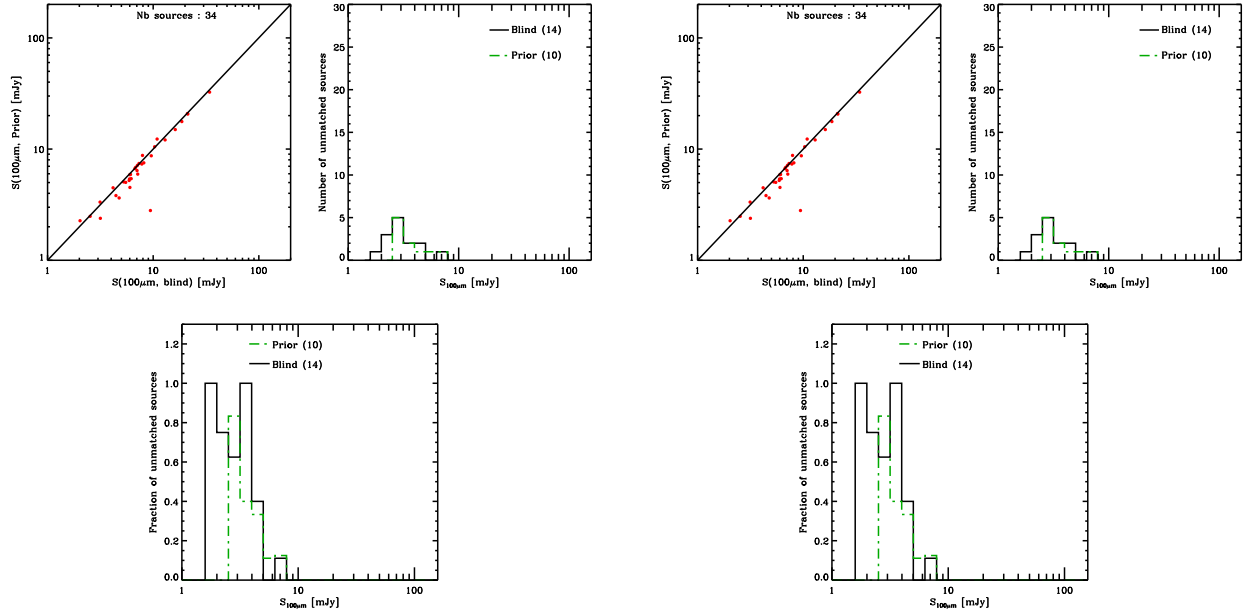 Nb sources : 34
200
100
10
1
S(100μm, Prior) [mJy]
1
10
100
S(100μm, blind) [mJy]
30
25
20
15
10
5
0
Number of unmatched sources
Blind (14)
Prior (10)
1
10
100
S100μm [mJy]
Nb sources : 34
100
10
1
S(100μm, Prior) [mJy]
1
10
100
S(100μm, blind) [mJy]
30
25
20
15
10
5
0
Number of unmatched sources
Blind (14)
Prior (10)
1
10
100
S100μm [mJy]
1.2
1.0
0.8
0.6
0.4
0.2
0.0
Fraction of unmatched sources
Prior (10)
Blind (14)
1
10
100
S100μm [mJy]
1.2
1.0
0.8
0.6
0.4
0.2
0.0
Fraction of unmatched sources
Prior (10)
Blind (14)
1
10
100
S100μm [mJy]